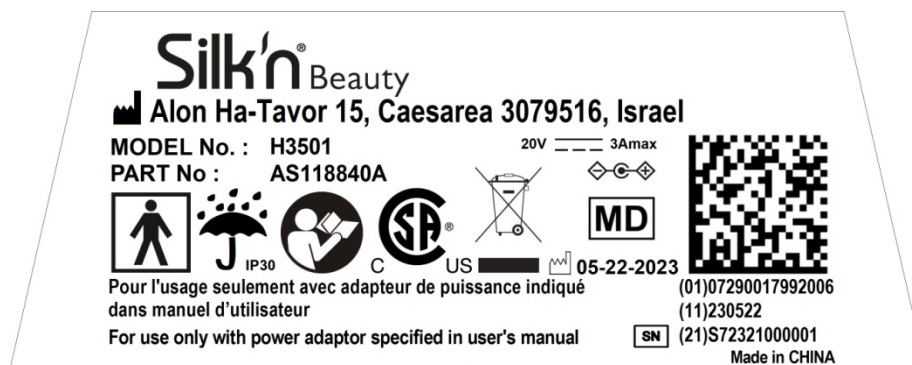 Silk'n® Beauty
Alon Ha-Tavor 15, Caesarea 3079516, Israel
MODEL No. : H3501
PART No : AS118840A
20V 3Amax
MD
IP30
CSA®
C US
05-22-2023
Pour l'usage seulement avec adapteur de puissance indiqué
dans manuel d'utilisateur
For use only with power adaptor specified in user's manual
(01)07290017992006
(11)230522
SN (21)S72321000001
Made in CHINA